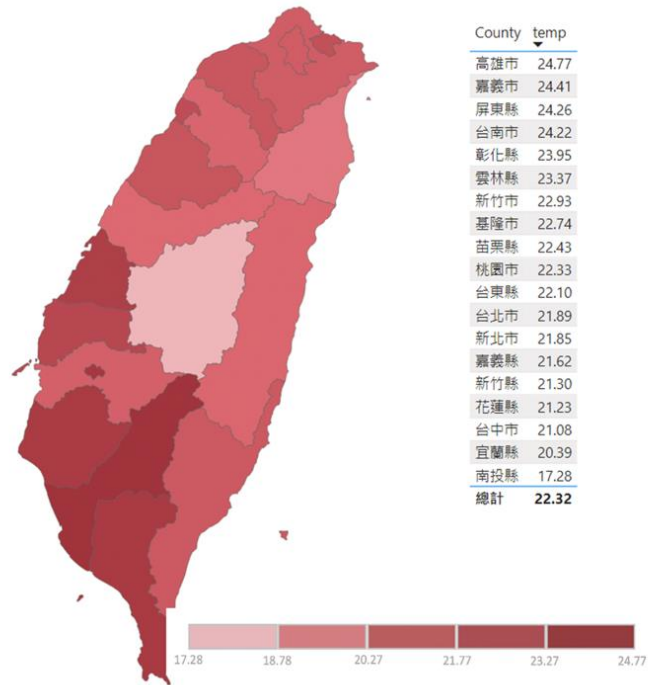 County temp
高雄市 24.77
嘉義市 24.41
屏東縣 24.26
台南市 24.22
彰化縣 23.95
雲林縣 23.37
新竹市 22.93
基隆市 22.74
苗栗縣 22.43
桃園市 22.33
台東縣 22.10
台北市 21.89
新北市 21.85
嘉義縣 21.62
新竹縣 21.30
花蓮縣 21.23
台中市 21.08
宜蘭縣 20.39
南投縣 17.28
總計 22.32
17.28 18.78 20.27 21.77 23.27 24.77